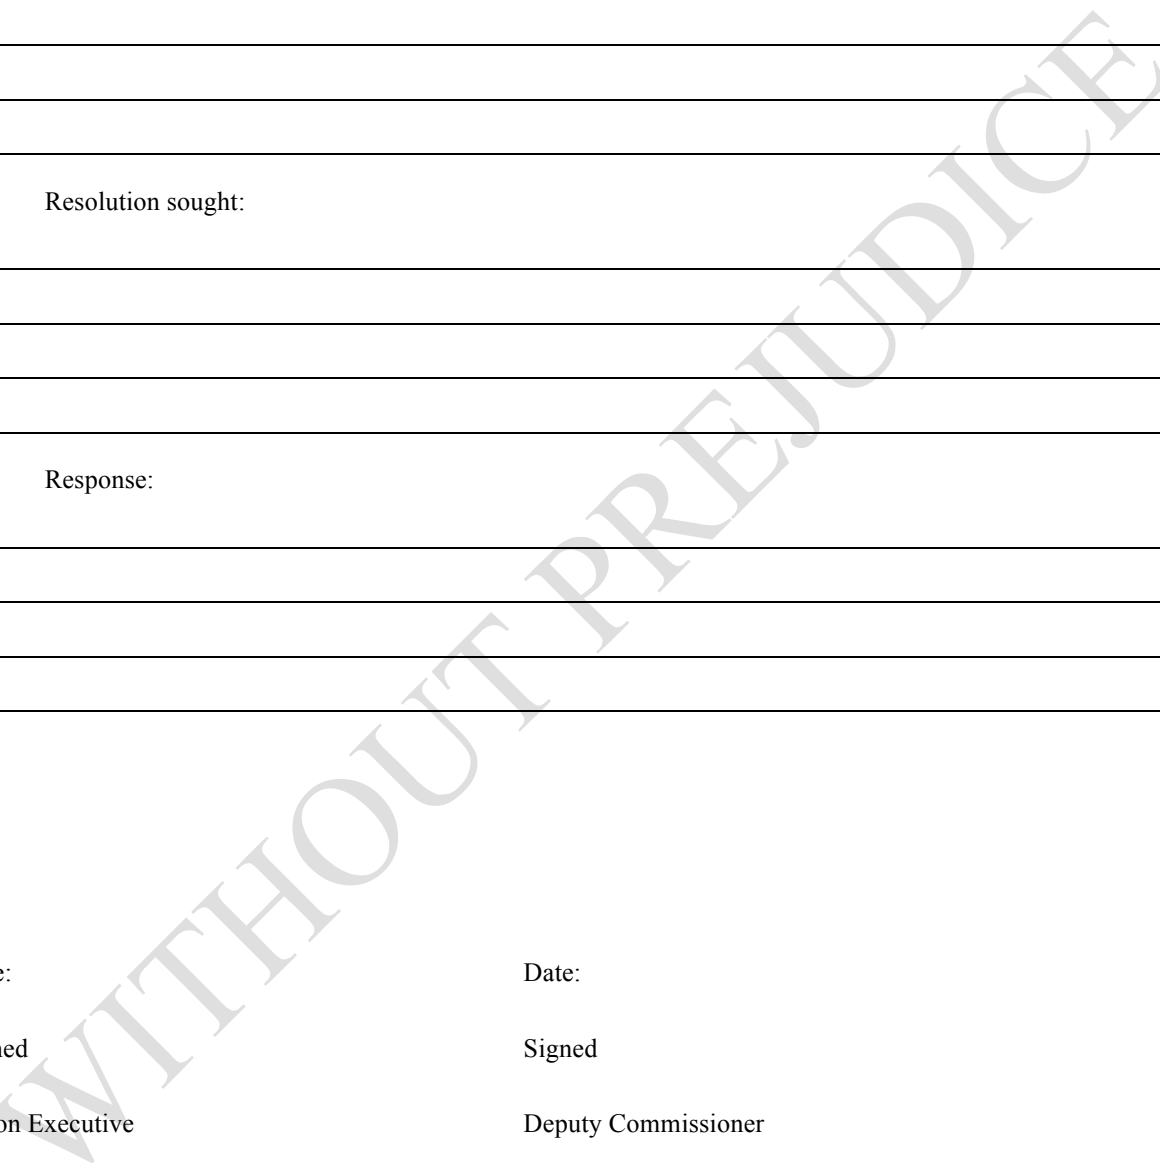 Resolution sought:
Response:
e: Date:
ned Signed
on Executive Deputy Commissioner
WITHOUT PREJUDICE